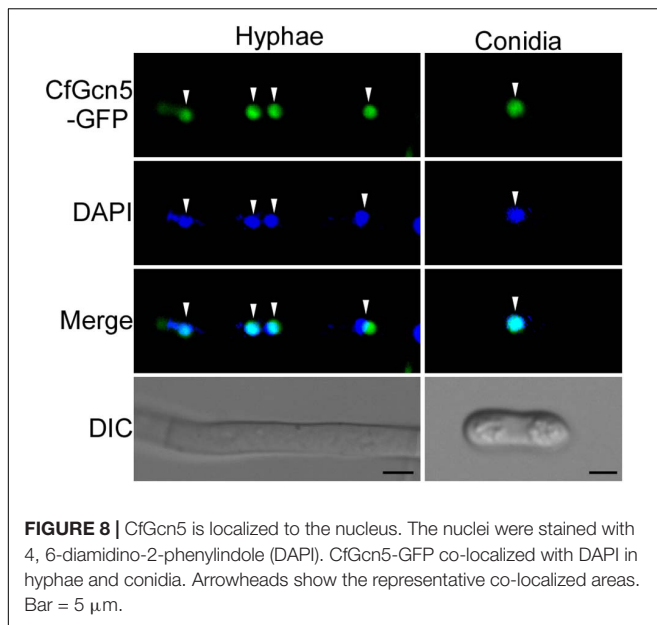 Hyphae
Conidia
CfGcn5
-GFP
DAPI
Merge
DIC
FIGURE 8 | CfGcn5 is localized to the nucleus. The nuclei were stained with
4, 6-diamidino-2-phenylindole (DAPI). CfGcn5-GFP co-localized with DAPI in
hyphae and conidia. Arrowheads show the representative co-localized areas.
Bar = 5 μm.